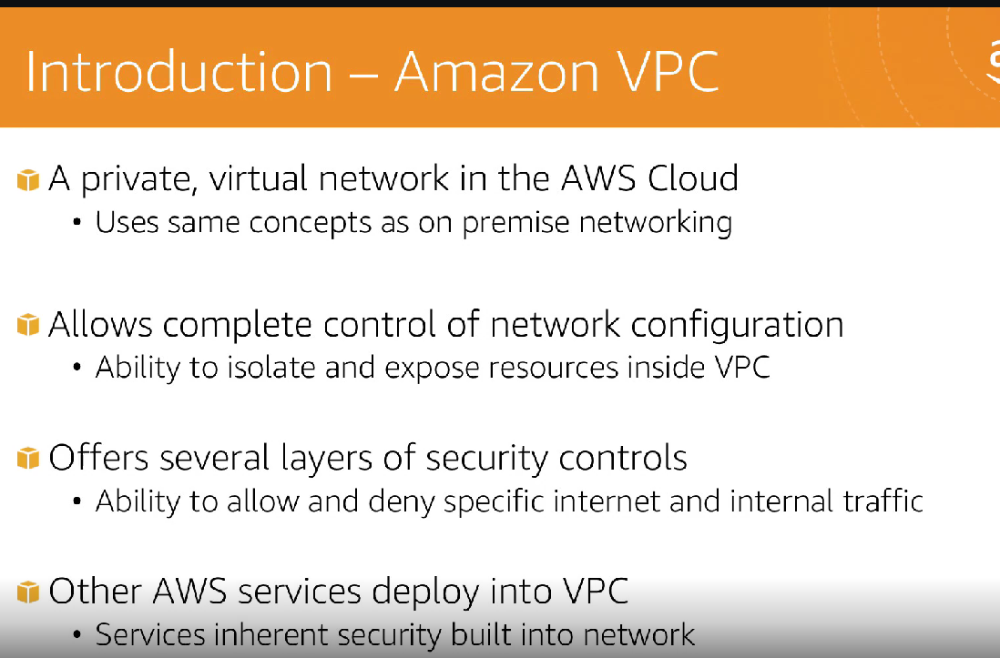 Introduction – Amazon VPC
A private, virtual network in the AWS Cloud
• Uses same concepts as on premise networking
Allows complete control of network configuration
• Ability to isolate and expose resources inside VPC
Offers several layers of security controls
• Ability to allow and deny specific internet and internal traffic
Other AWS services deploy into VPC
• Services inherent security built into network